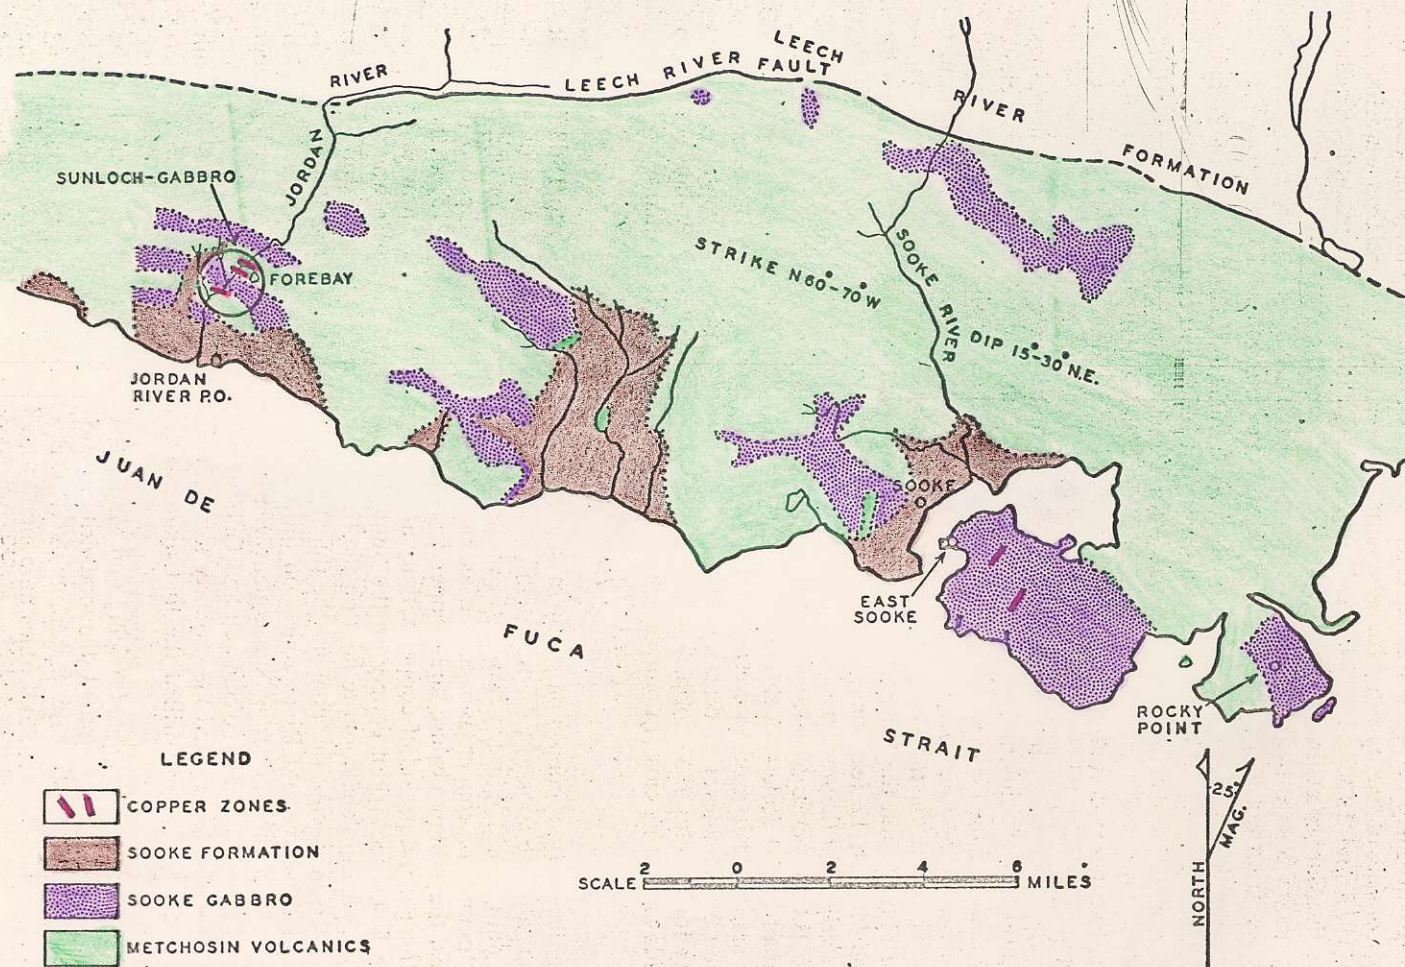 LEECH
RIVER
LEECH RIVER FAULT
RIVER
FORMATION
JORDAN
SUNLOCH-GABBRO
FOREBAY
STRIKE N60°-70°W
SOOKE RIVER
DIP 15°-30° N.E.
JORDAN
RIVER P.O.
JUAN DE
SOOKE
EAST
SOOKE
FUCA
ROCKY
POINT
STRAIT
LEGEND
COPPER ZONES
SOOKE FORMATION
SOOKE GABBRO
METCHOSIN VOLCANICS
2 0 2 4 6
SCALE MILES
25°
MAG.
NORTH